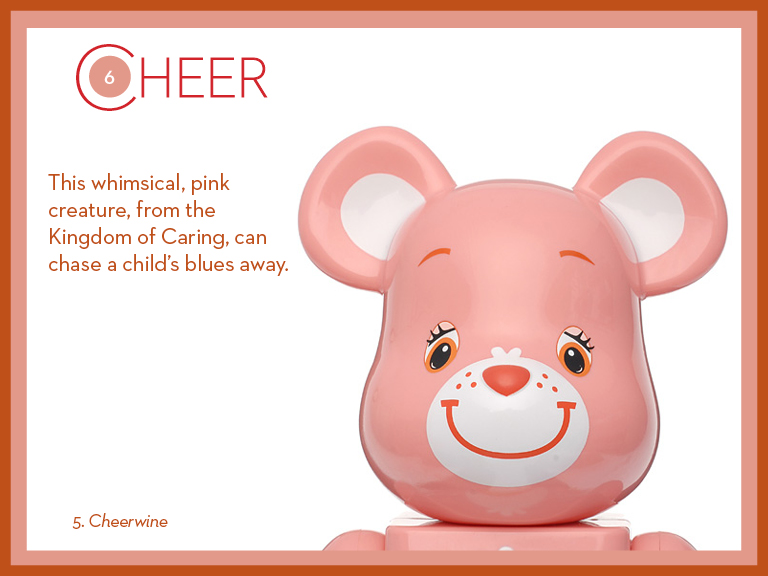 6
CHEER
This whimsical, pink
creature, from the
Kingdom of Caring, can
chase a child's blues away.
5. Cheerwine